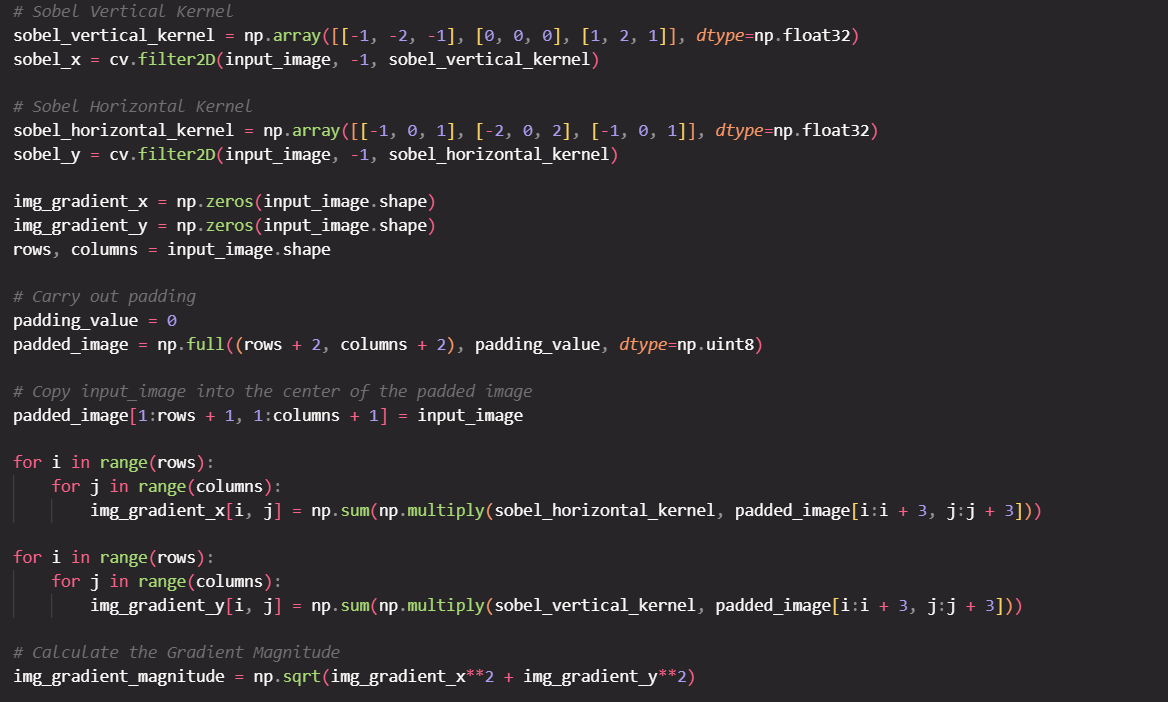 # Sobel Vertical Kernel
sobel_vertical_kernel = np.array([[-1, -2, -1], [0, 0, 0], [1, 2, 1]], dtype=np.float32)
sobel_x = cv.filter2D(input_image, -1, sobel_vertical_kernel)

# Sobel Horizontal Kernel
sobel_horizontal_kernel = np.array([[-1, 0, 1], [-2, 0, 2], [-1, 0, 1]], dtype=np.float32)
sobel_y = cv.filter2D(input_image, -1, sobel_horizontal_kernel)

img_gradient_x = np.zeros(input_image.shape)
img_gradient_y = np.zeros(input_image.shape)
rows, columns = input_image.shape

# Carry out padding
padding_value = 0
padded_image = np.full((rows + 2, columns + 2), padding_value, dtype=np.uint8)

# Copy input_image into the center of the padded image
padded_image[1:rows + 1, 1:columns + 1] = input_image

for i in range(rows):
    for j in range(columns):
        img_gradient_x[i, j] = np.sum(np.multiply(sobel_horizontal_kernel, padded_image[i:i + 3, j:j + 3]))

for i in range(rows):
    for j in range(columns):
        img_gradient_y[i, j] = np.sum(np.multiply(sobel_vertical_kernel, padded_image[i:i + 3, j:j + 3]))

# Calculate the Gradient Magnitude
img_gradient_magnitude = np.sqrt(img_gradient_x**2 + img_gradient_y**2)